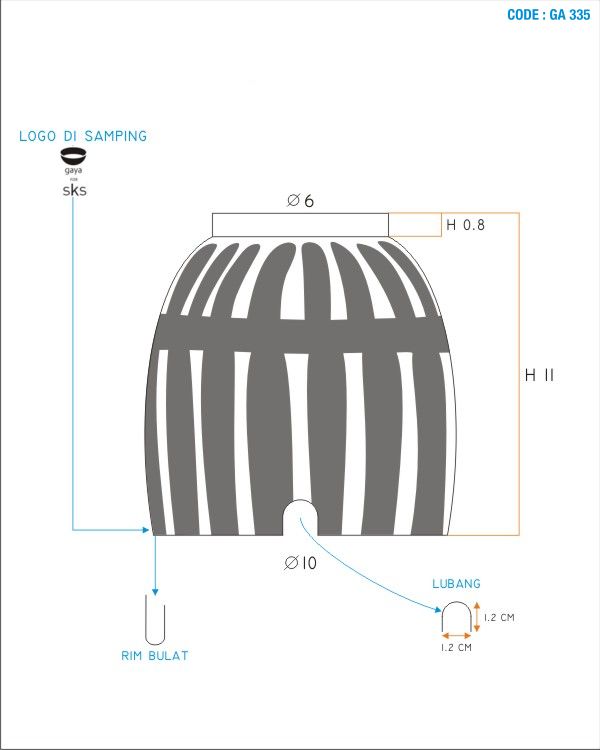 CODE : GA 335
LOGO DI SAMPING
gaya
FOR
sks
∅ 6
H 0.8
H 11
∅ 10
LUBANG
1.2 CM
1.2 CM
RIM BULAT